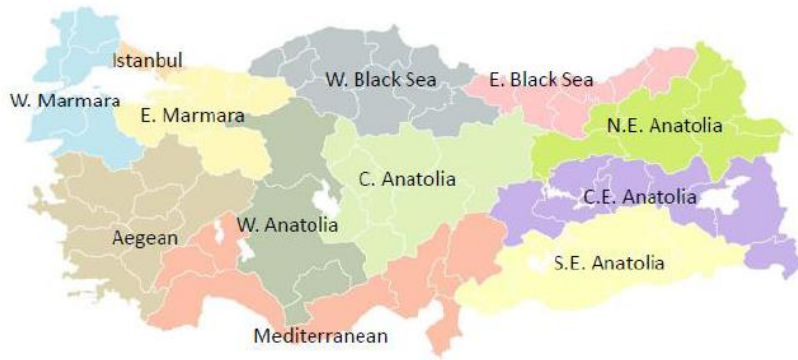 Istanbul
W. Marmara
E. Marmara
W. Black Sea
E. Black Sea
N.E. Anatolia
C. Anatolia
C.E. Anatolia
Aegean
W. Anatolia
S.E. Anatolia
Mediterranean